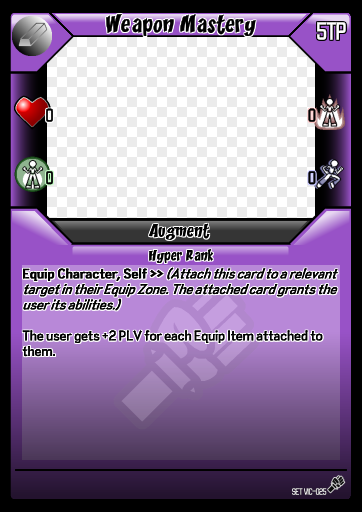 Weapon Mastery
5TP
0 0
0 0
Augment
Hyper Rank
Equip Character, Self >> (Attach this card to a relevant
target in their Equip Zone. The attached card grants the
user its abilities.)
The user gets +2 PLV for each Equip Item attached to
them.
SET VIC-025